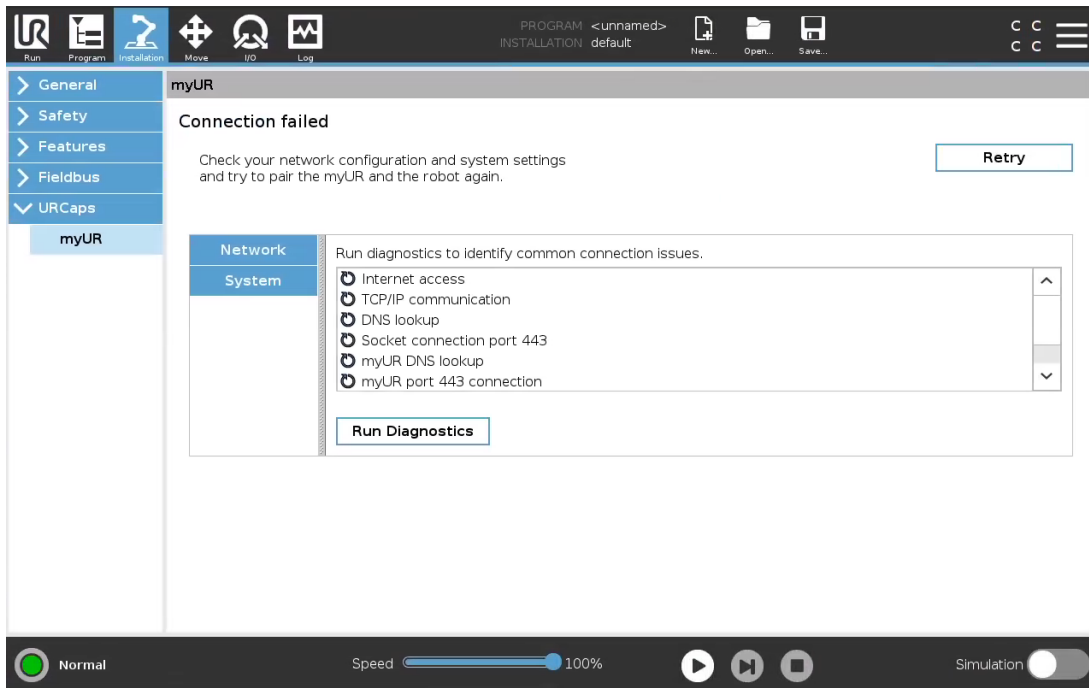 UR
PROGRAM <unnamed>
INSTALLATION default
Run Program Installation Move I/O Log New... Open... Save...
C C
C C
General
Safety
Features
Fieldbus
URCaps
myUR
myUR
Connection failed
Check your network configuration and system settings
and try to pair the myUR and the robot again.
Retry
Network
System
Run diagnostics to identify common connection issues.
Internet access
TCP/IP communication
DNS lookup
Socket connection port 443
myUR DNS lookup
myUR port 443 connection
Run Diagnostics
Normal
Speed 100%
Simulation